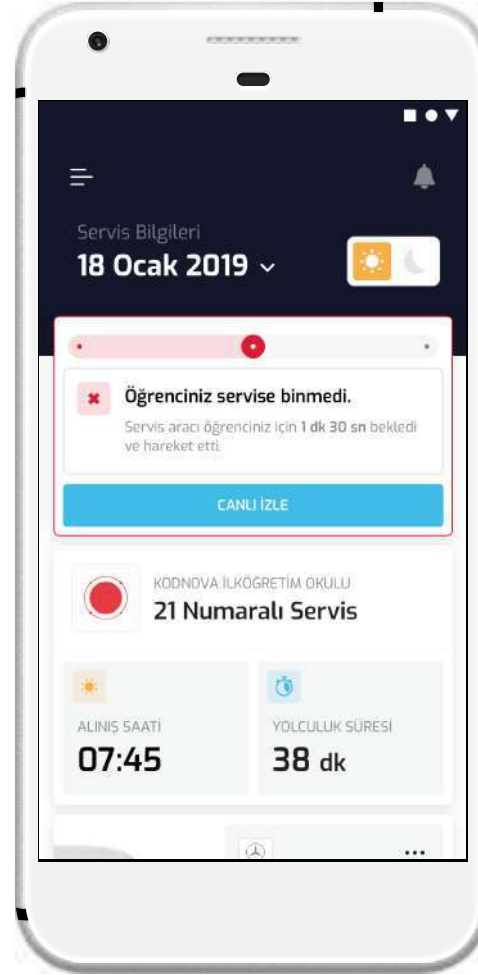 Servis Bilgileri
18 Ocak 2019
Öğrenciniz servise binmedi.
Servis aracı öğrenciniz için 1 dk 30 sn bekledi
ve hareket etti.
CANLI İZLE
KODNOVA İLKÖGRETİM OKULU
21 Numaralı Servis
ALINIŞ SAATİ
07:45
YOLCULUK SÜRESİ
38 dk